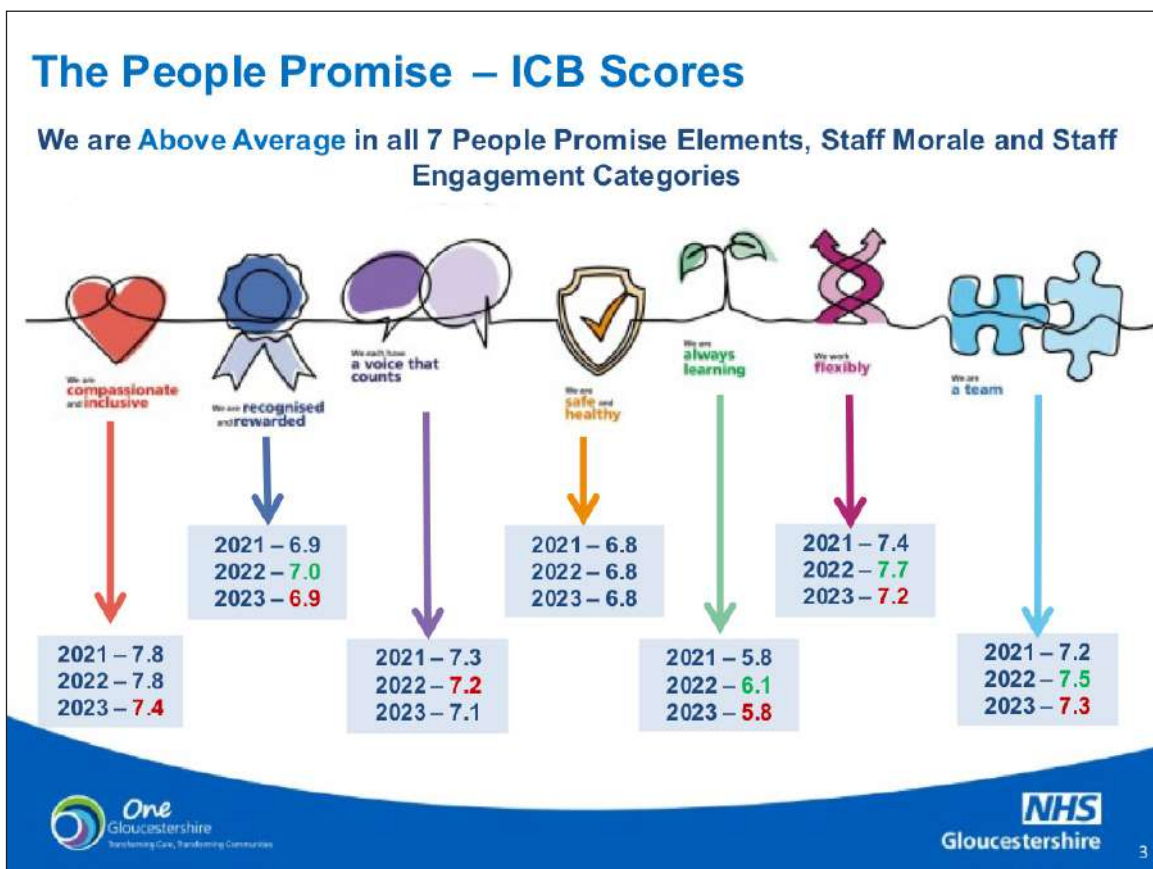 The People Promise – ICB Scores
We are Above Average in all 7 People Promise Elements, Staff Morale and Staff
Engagement Categories
We are
compassionate
and inclusive
We are recognised
and rewarded
We each have
a voice that
counts
We are
safe and
healthy
We are
always
learning
We work
flexibly
We are
a team
2021 – 7.8
2022 – 7.8
2023 – 7.4
2021 – 6.9
2022 – 7.0
2023 – 6.9
2021 – 7.3
2022 – 7.2
2023 – 7.1
2021 – 6.8
2022 – 6.8
2023 – 6.8
2021 – 5.8
2022 – 6.1
2023 – 5.8
2021 – 7.4
2022 – 7.7
2023 – 7.2
2021 – 7.2
2022 – 7.5
2023 – 7.3
One
Gloucestershire
Transforming Care, Transforming Communities
NHS
Gloucestershire
3